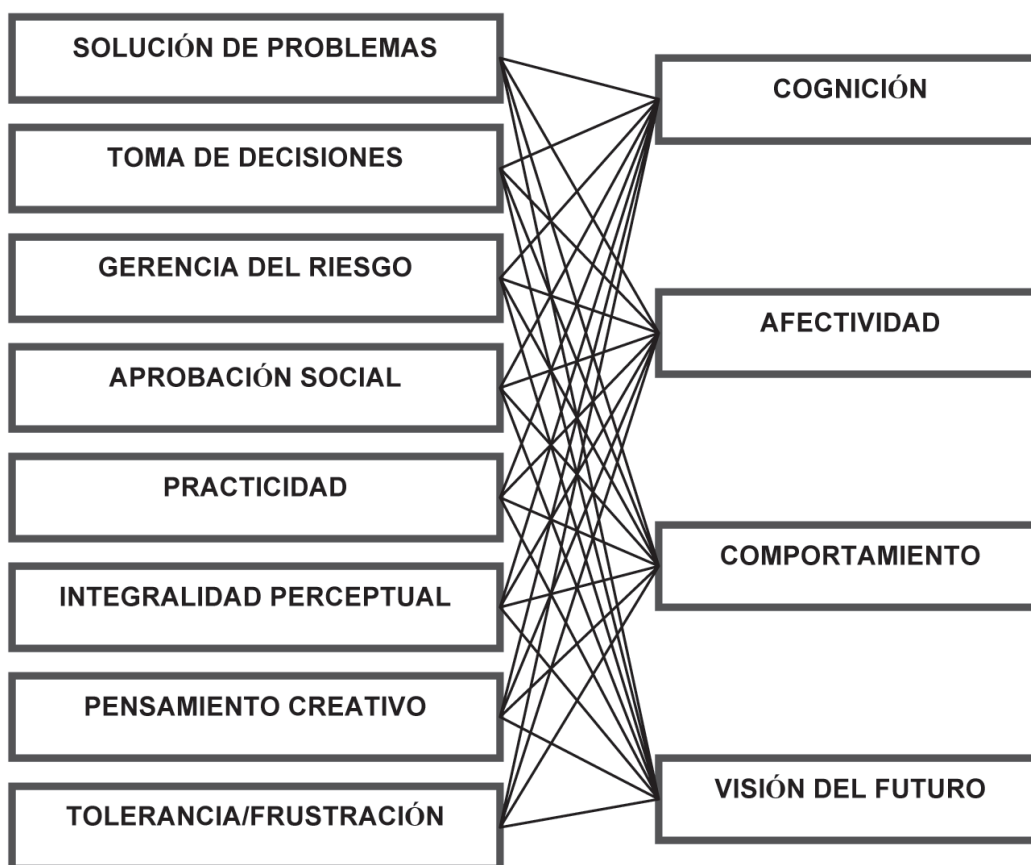 SOLUCIÓN DE PROBLEMAS
TOMA DE DECISIONES
GERENCIA DEL RIESGO
APROBACIÓN SOCIAL
PRACTICIDAD
INTEGRALIDAD PERCEPTUAL
PENSAMIENTO CREATIVO
TOLERANCIA/FRUSTRACIÓN
COGNICIÓN
AFECTIVIDAD
COMPORTAMIENTO
VISIÓN DEL FUTURO